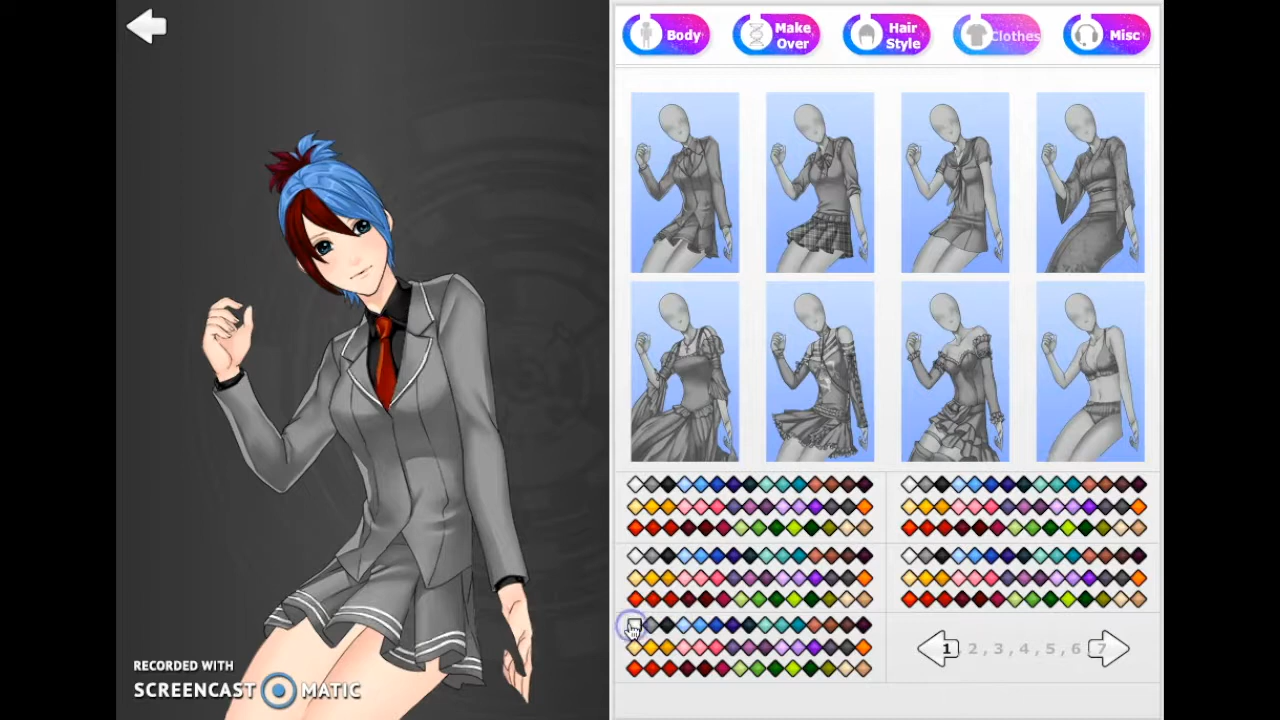 Body
Make
Over
Hair
Style
Clothes
Misc
1 2,3,4,5,6 7
RECORDED WITH
SCREENCAST MATIC